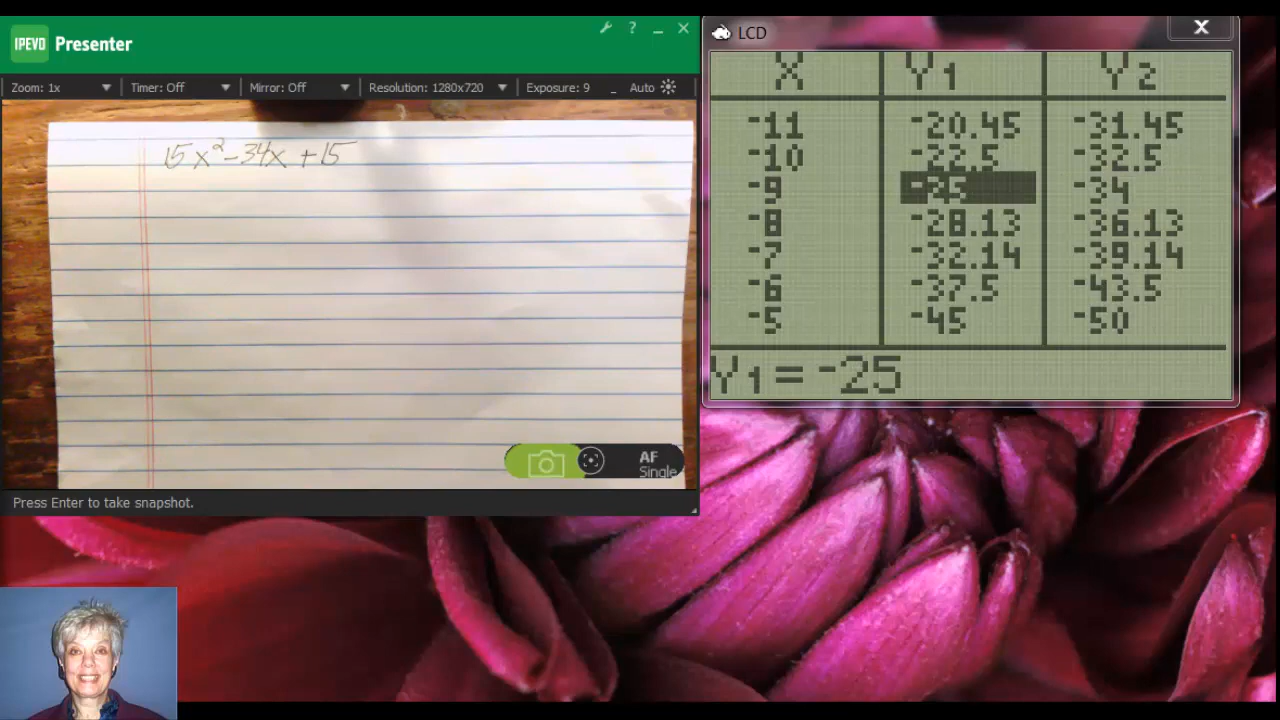 IPEVO Presenter
Zoom: 1x Timer: Off Mirror: Off Resolution: 1280x720 Exposure: 9 Auto
15x²-34x +15
AF
Single
Press Enter to take snapshot.
LCD
X Y1 Y2
-11 -20.45 -31.45
-10 -22.5 -32.5
-9 -25 -34
-8 -28.13 -36.13
-7 -32.14 -39.14
-6 -37.5 -43.5
-5 -45 -50
Y1=-25